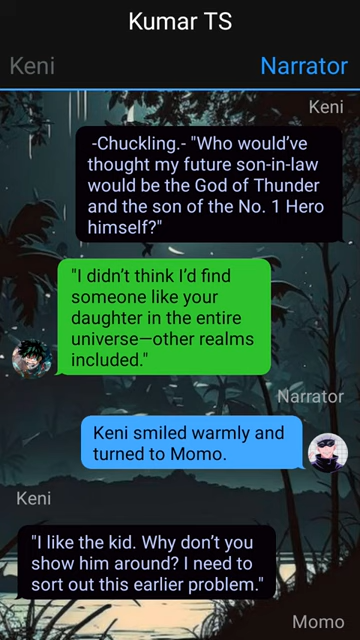 Kumar TS
Keni
Narrator
Keni
-Chuckling.- "Who would’ve
thought my future son-in-law
would be the God of Thunder
and the son of the No. 1 Hero
himself?"
"I didn’t think I’d find
someone like your
daughter in the entire
universe—other realms
included."
Narrator
Keni smiled warmly and
turned to Momo.
Keni
"I like the kid. Why don’t you
show him around? I need to
sort out this earlier problem."
Momo